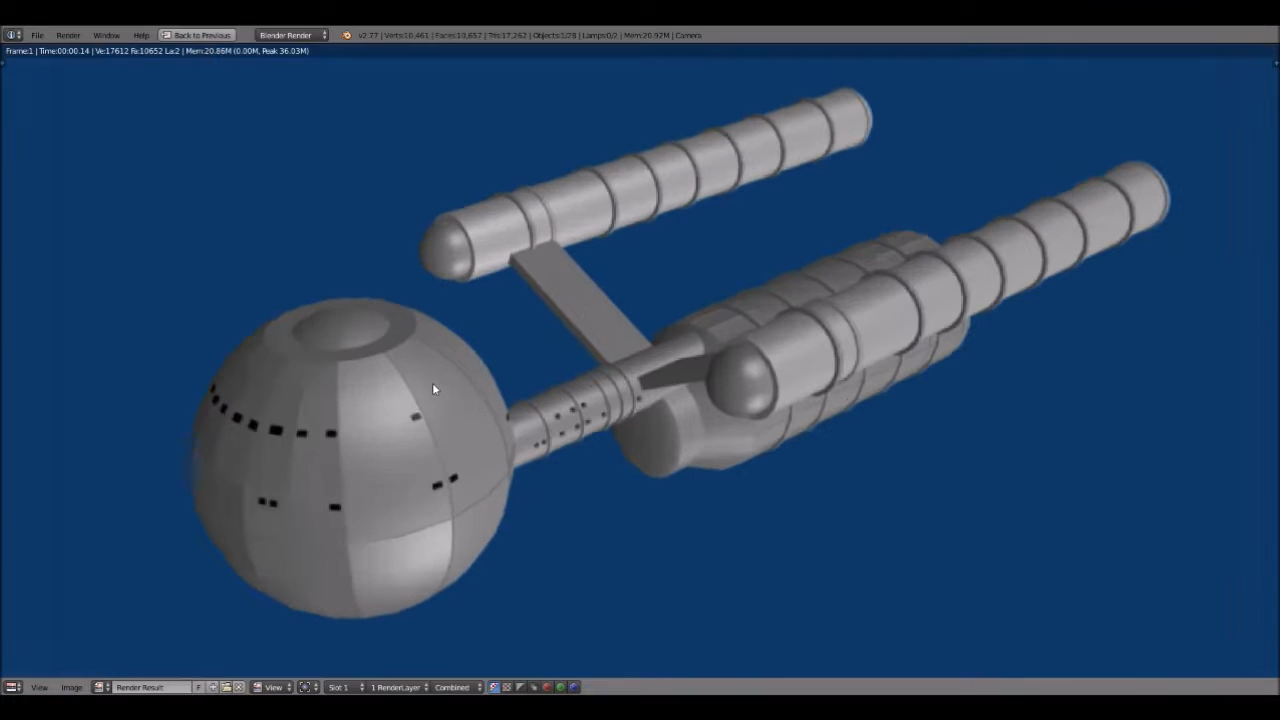 File Render Window Help Back to Previous Blender Render v2.77 | Verts:10,461 | Faces:10,657 | Tris:17,262 | Objects:1/28 | Lamps:0/2 | Mem:20.92M | Camera
Frame:1 | Time:00:00.14 | Ve:17612 Fa:10652 La:2 | Mem:20.86M (0.00M, Peak 36.03M)
View Image Render Result F View Slot 1 1 RenderLayer Combined